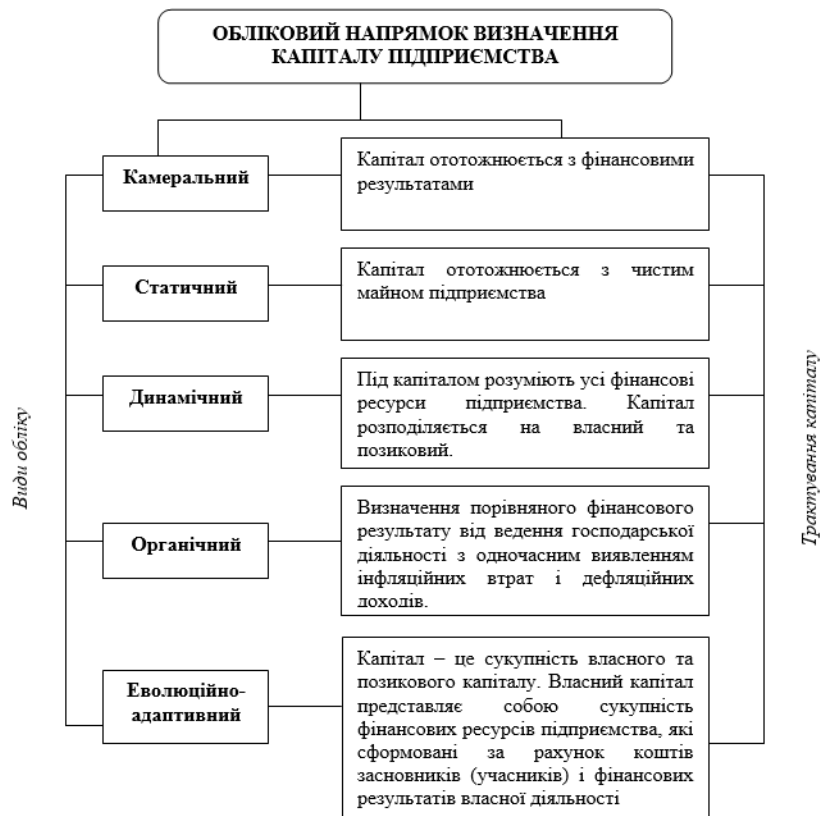 ОБЛІКОВИЙ НАПРЯМОК ВИЗНАЧЕННЯ
КАПІТАЛУ ПІДПРИЄМСТВА
Камеральний
Капітал ототожнюється з фінансовими
результатами
Статичний
Капітал ототожнюється з чистим
майном підприємства
Динамічний
Під капіталом розуміють усі фінансові
ресурси підприємства. Капітал
розподіляється на власний та
позиковий.
Органічний
Визначення порівняного фінансового
результату від ведення господарської
діяльності з одночасним виявленням
інфляційних втрат і дефляційних
доходів.
Еволюційно-
адаптивний
Капітал – це сукупність власного та
позикового капіталу. Власний капітал
представляє собою сукупність
фінансових ресурсів підприємства, які
сформовані за рахунок коштів
засновників (учасників) і фінансових
результатів власної діяльності
Види обліку
Трактування капіталу